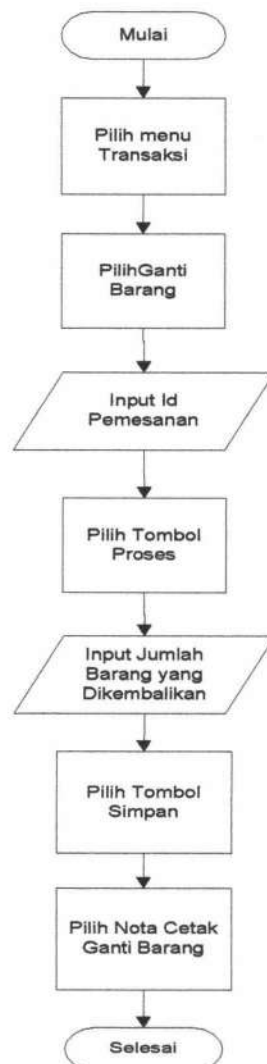 Mulai
Pilih menu
Transaksi
PilihGanti
Barang
Input Id
Pemesanan
Pilih Tombol
Proses
Input Jumlah
Barang yang
Dikembalikan
Pilih Tombol
Simpan
Pilih Nota Cetak
Ganti Barang
Selesai